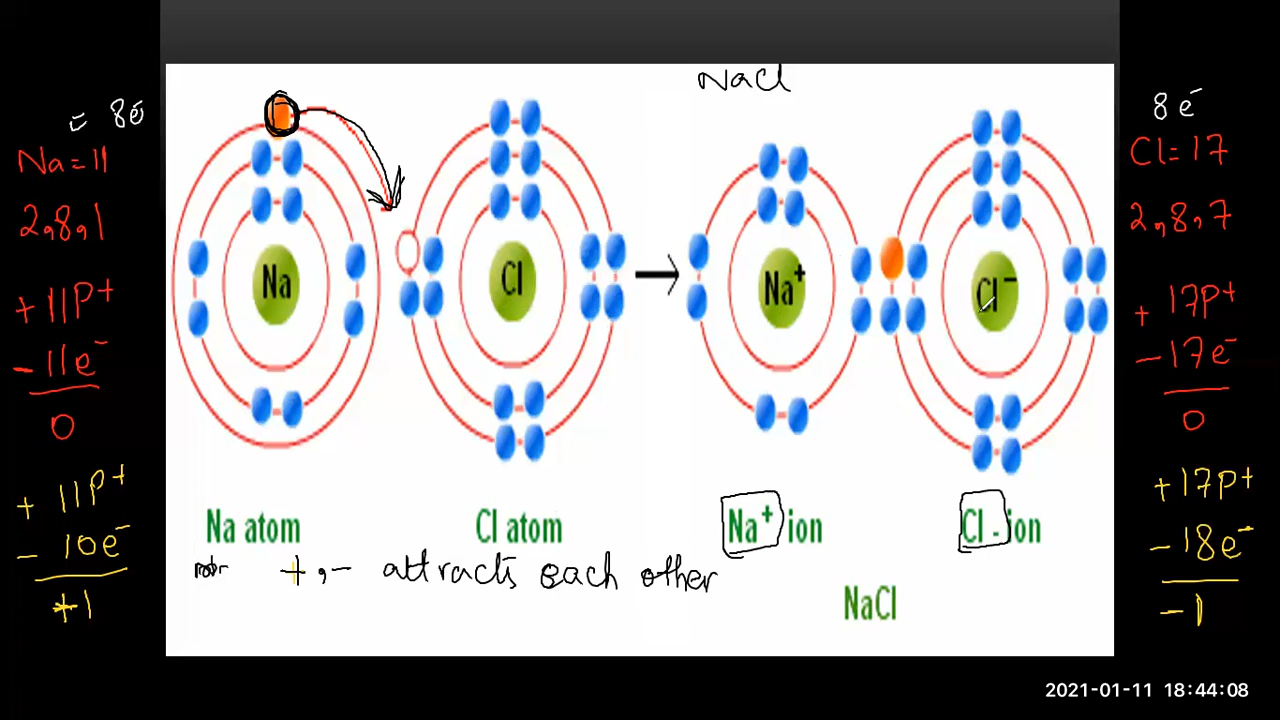 NaCl
= 8e⁻
Na = 11
2,8,1
+ 11P+
- 11e⁻
0
+ 11P+
- 10e⁻
+1
Na
Cl
Na⁺
Cl⁻
8e⁻
Cl = 17
2,8,7
+ 17P+
- 17e⁻
0
+ 17P+
- 18e⁻
- 1
Na atom
Cl atom
Na⁺ ion
Cl - ion
+,- attracts each other
NaCl
2021-01-11 18:44:08